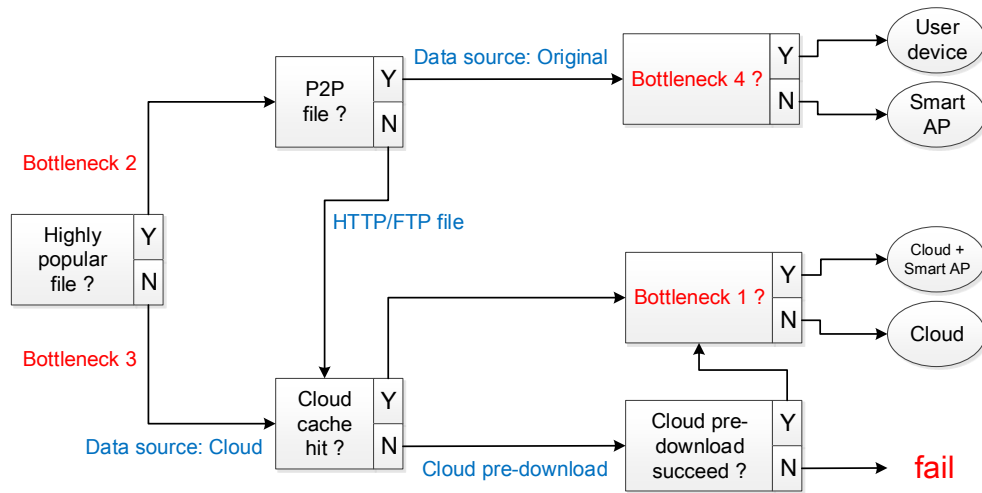 User
device
Data source: Original
Y
P2P
file ?
Y
Bottleneck 4 ?
N
N
Smart
AP
Bottleneck 2
HTTP/FTP file
Highly
popular
file ?
Y
N
Cloud +
Smart AP
Y
Bottleneck 1 ?
N
Cloud
Bottleneck 3
Cloud
cache
hit ?
Y
N
Data source: Cloud
Cloud pre-download
Cloud pre-
download
succeed ?
Y
N
fail